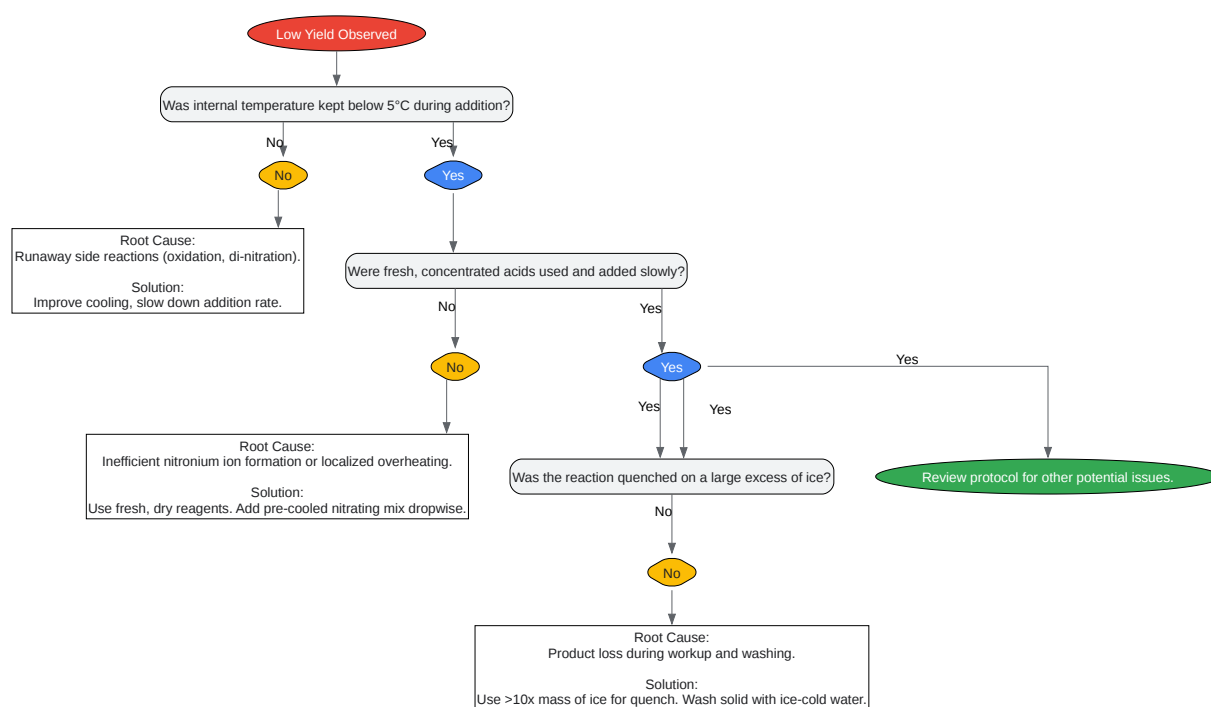 Low Yield Observed
Was internal temperature kept below 5°C during addition?
No
Yes
No
Yes
Root Cause:
Runaway side reactions (oxidation, di-nitration).
Solution:
Improve cooling, slow down addition rate.
Were fresh, concentrated acids used and added slowly?
No
Yes
No
Yes
Yes
Yes
Yes
Root Cause:
Inefficient nitronium ion formation or localized overheating.
Solution:
Use fresh, dry reagents. Add pre-cooled nitrating mix dropwise.
Was the reaction quenched on a large excess of ice?
Review protocol for other potential issues.
No
No
Root Cause:
Product loss during workup and washing.
Solution:
Use >10x mass of ice for quench. Wash solid with ice-cold water.